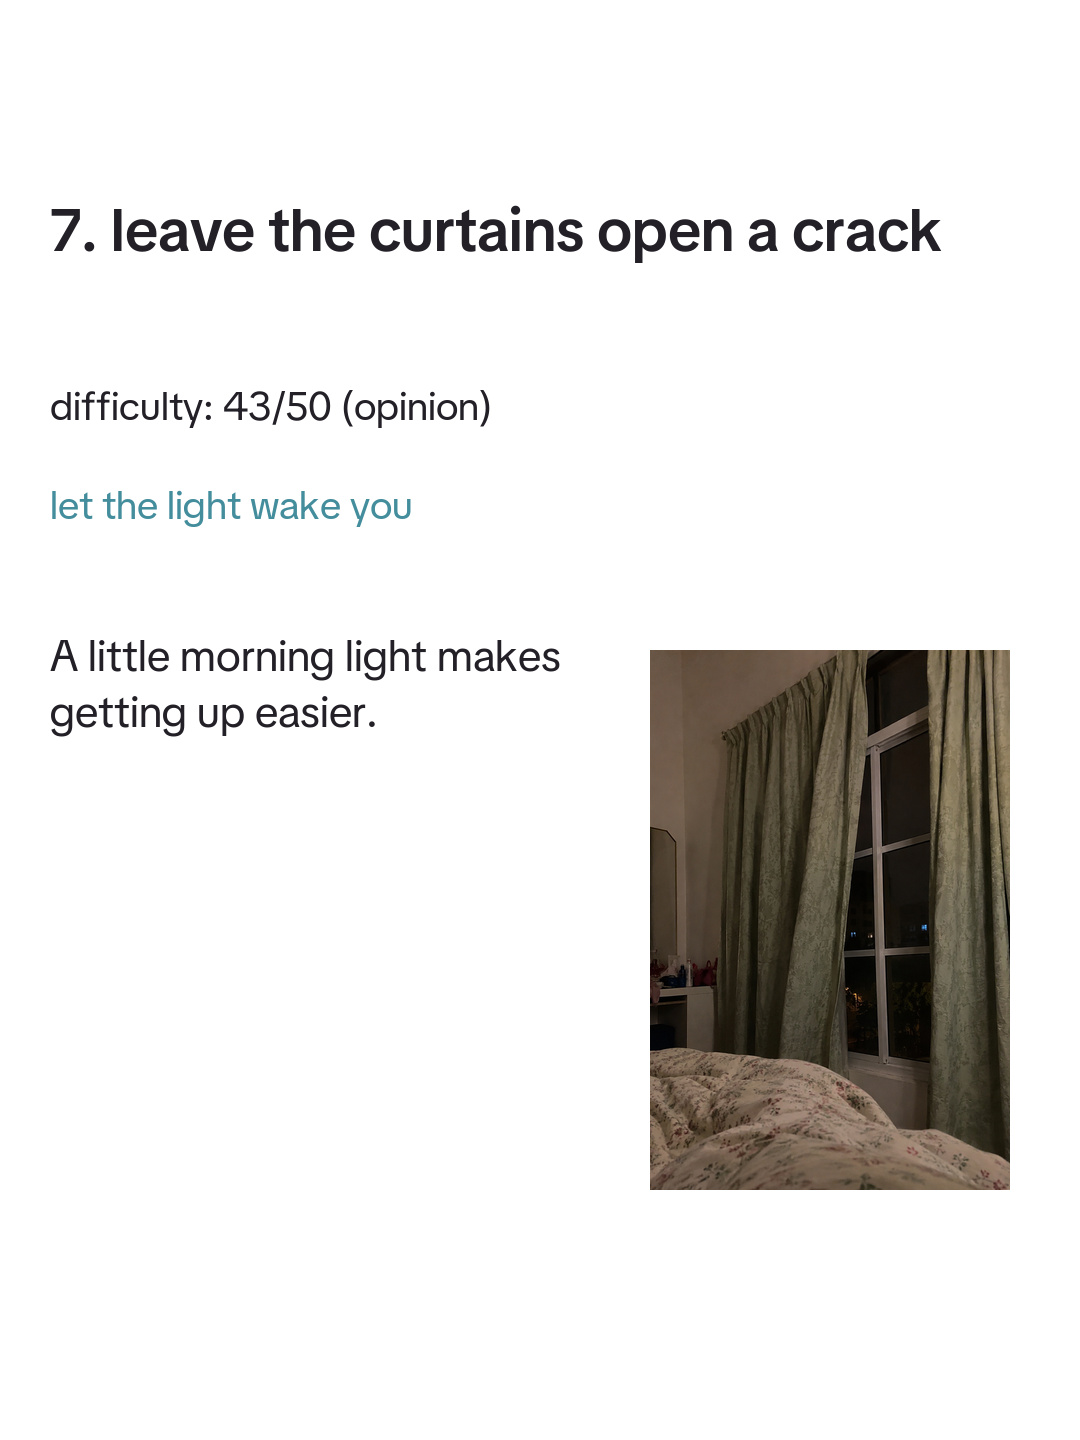 7. leave the curtains open a crack
difficulty: 43/50 (opinion)
let the light wake you
A little morning light makes
getting up easier.